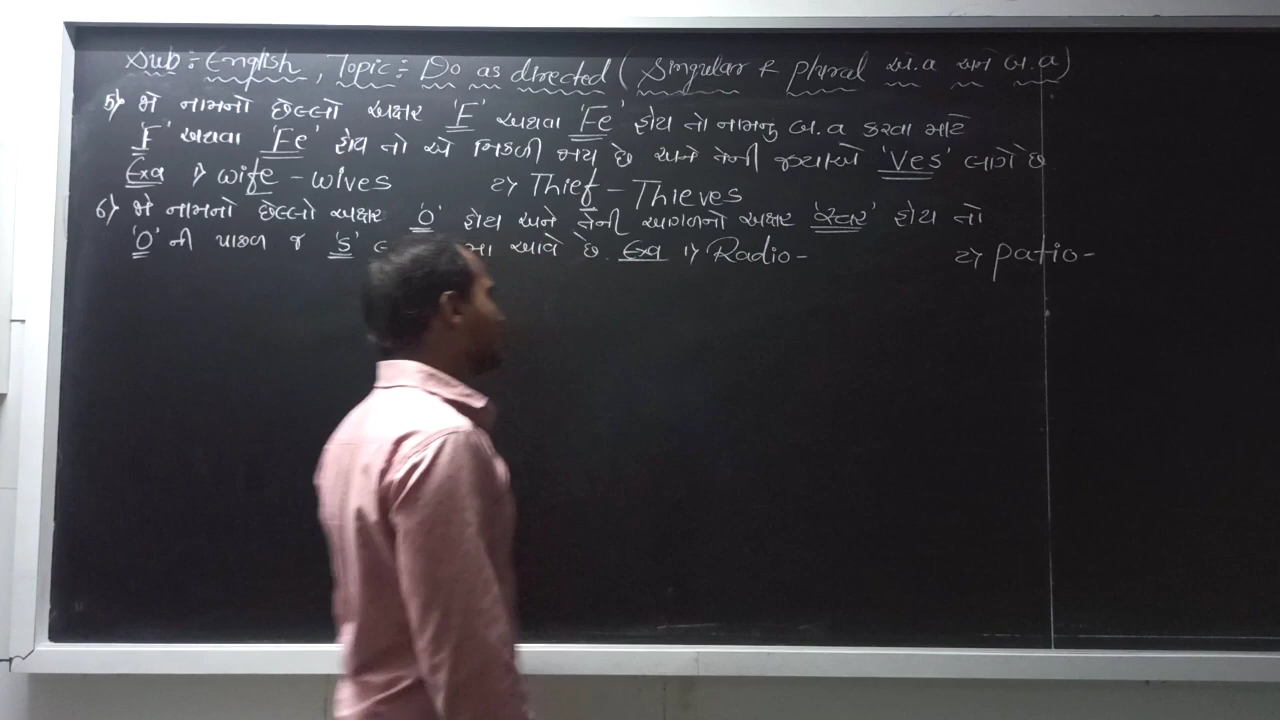 Sub :- English, Topic :- Do as directed ( Singular & plural એ.વ અને બ.વ)
5) જે નામનો છેલ્લો અક્ષર 'F' અથવા 'Fe' હોય તો નામનુ બ.વ કરવા માટે
'F' અથવા 'Fe' હોય તો એ નિકળી જાય છે અને તેની જગ્યાએ 'Ves' લાગે છે
Exa 1) wife - wives 2) Thief - Thieves
6) જે નામનો છેલ્લો અક્ષર 'O' હોય અને તેની આગળનો અક્ષર 'સ્વર' હોય તો
'O' ની પાછળ જ 'S' આવે છે. Exa 1) Radio - 2) patio -